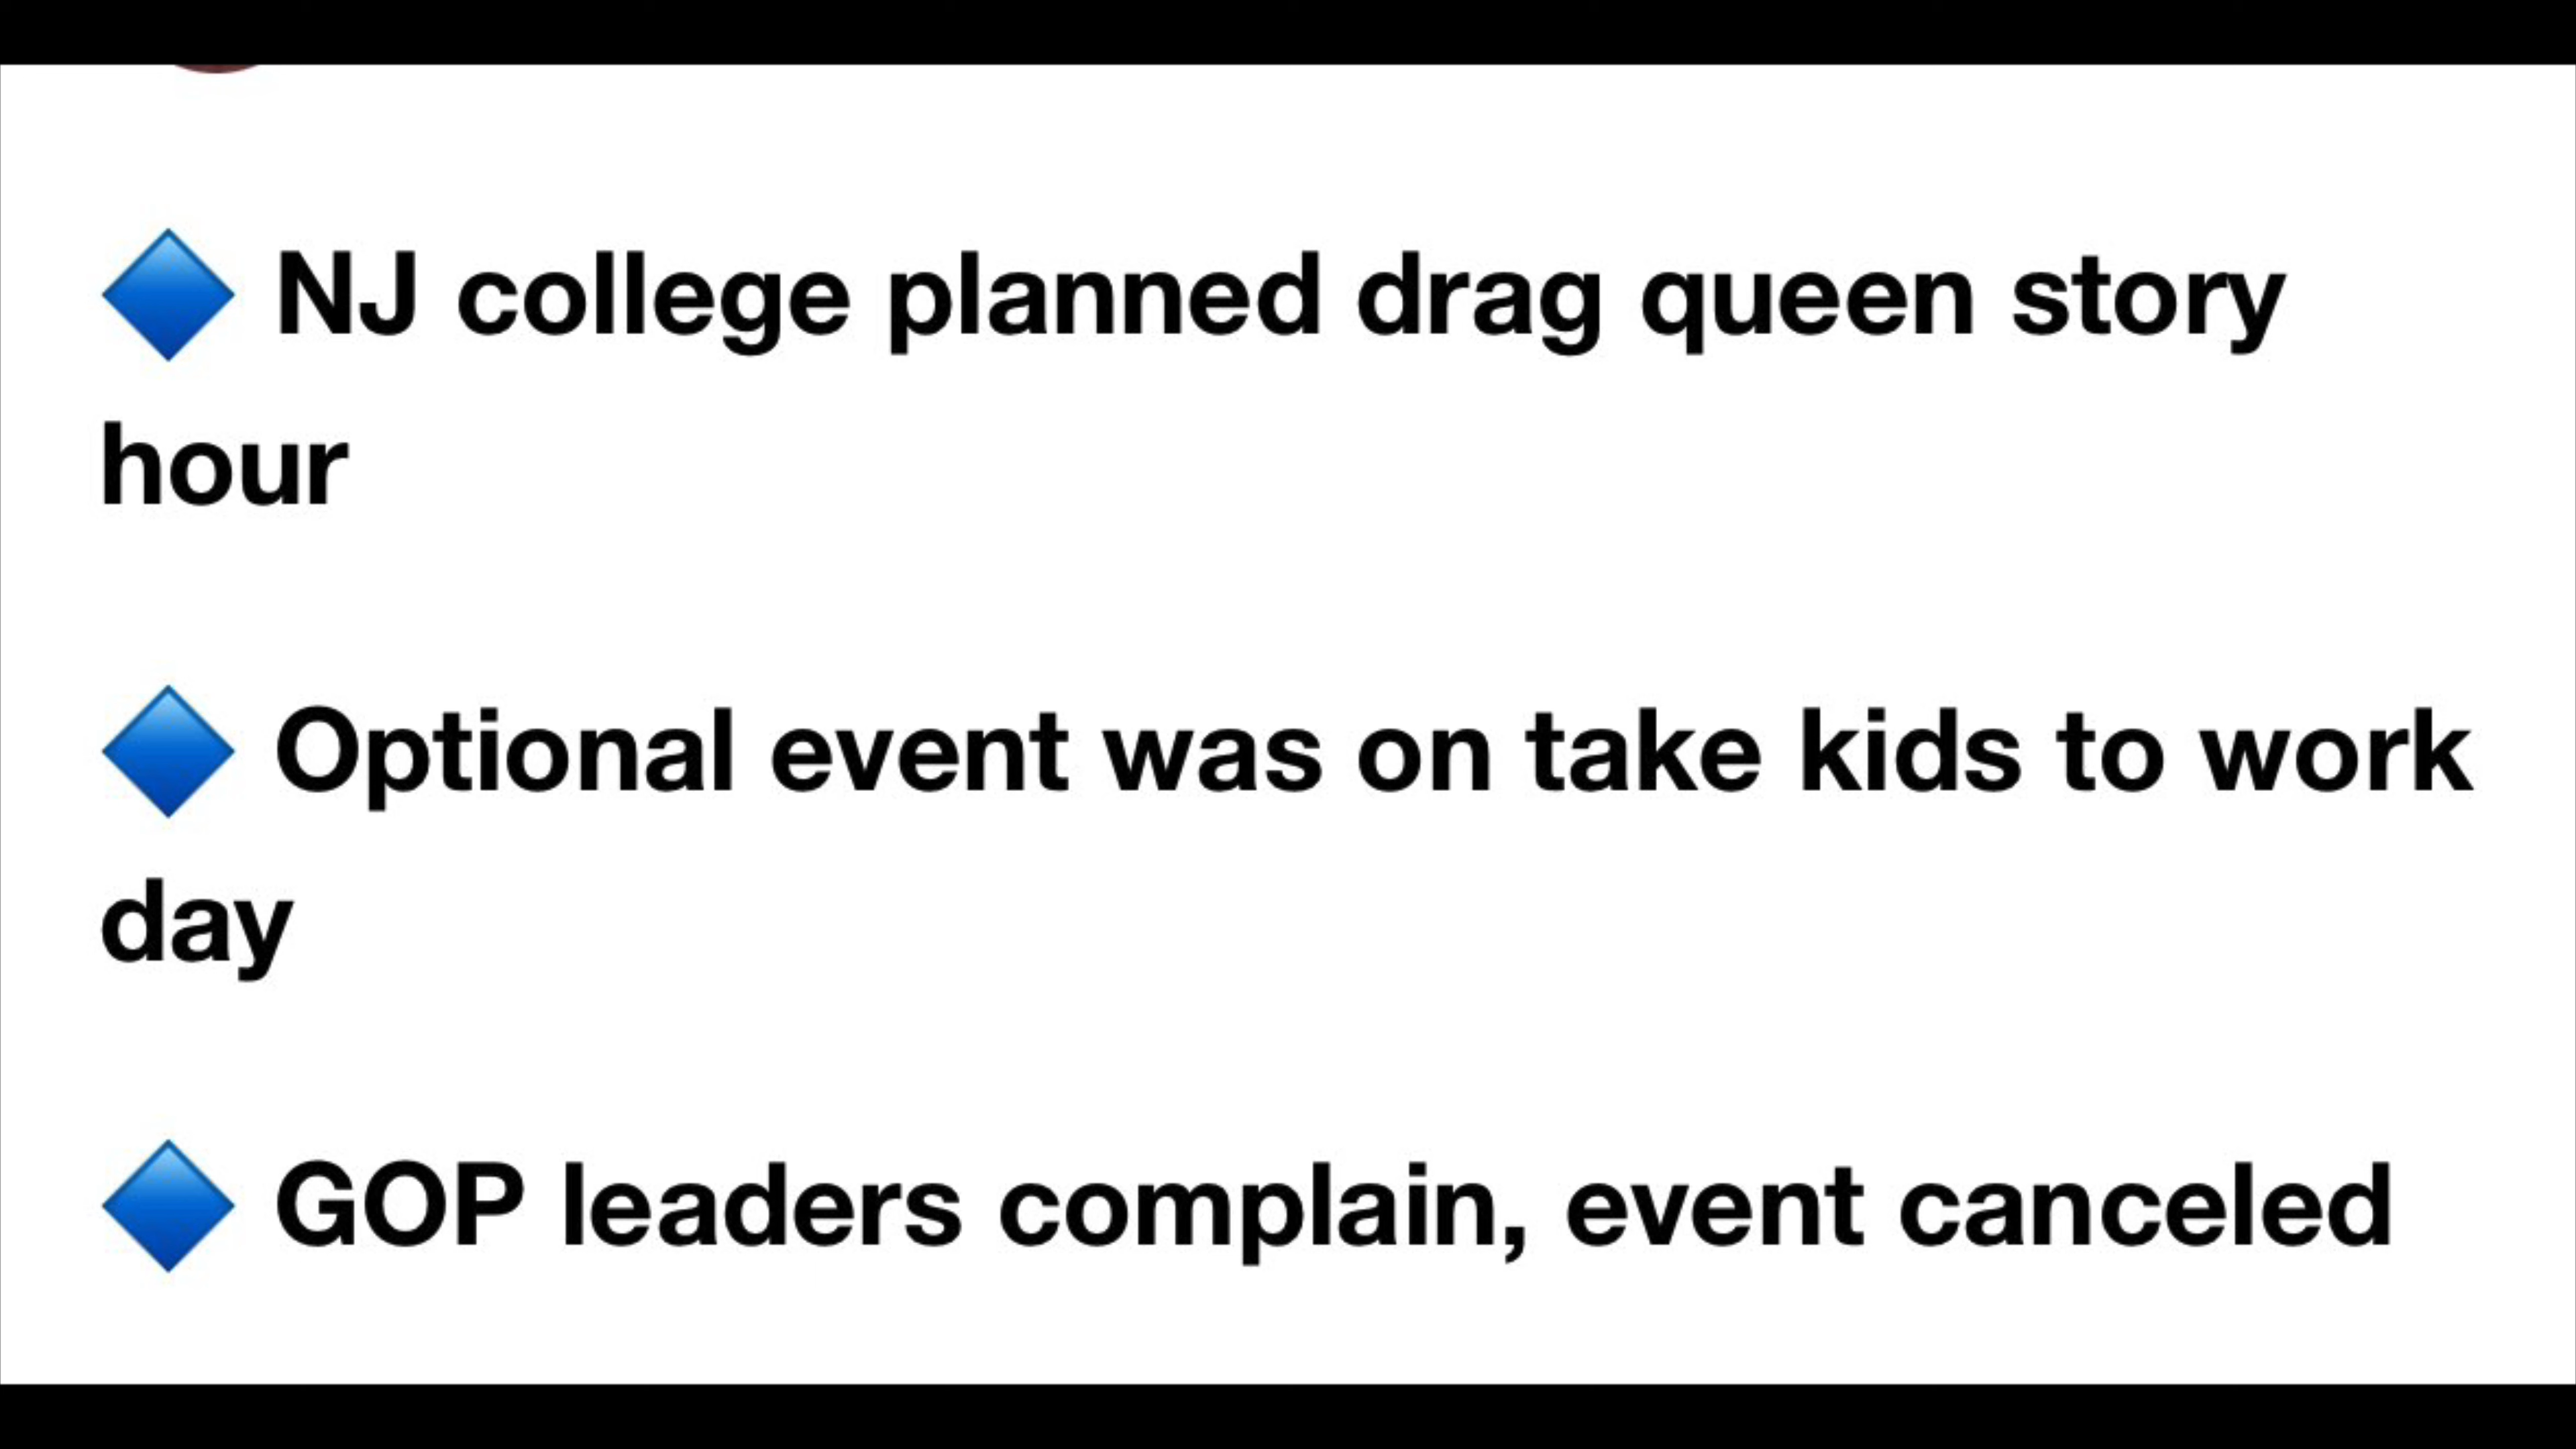 🔷 NJ college planned drag queen story
hour
🔷 Optional event was on take kids to work
day
🔷 GOP leaders complain, event canceled